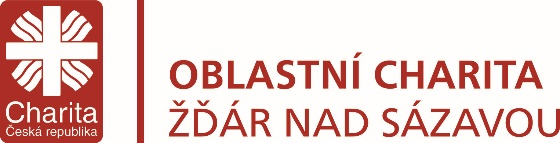 Charita
Česká republika
OBLASTNÍ CHARITA
ŽĎÁR NAD SÁZAVOU